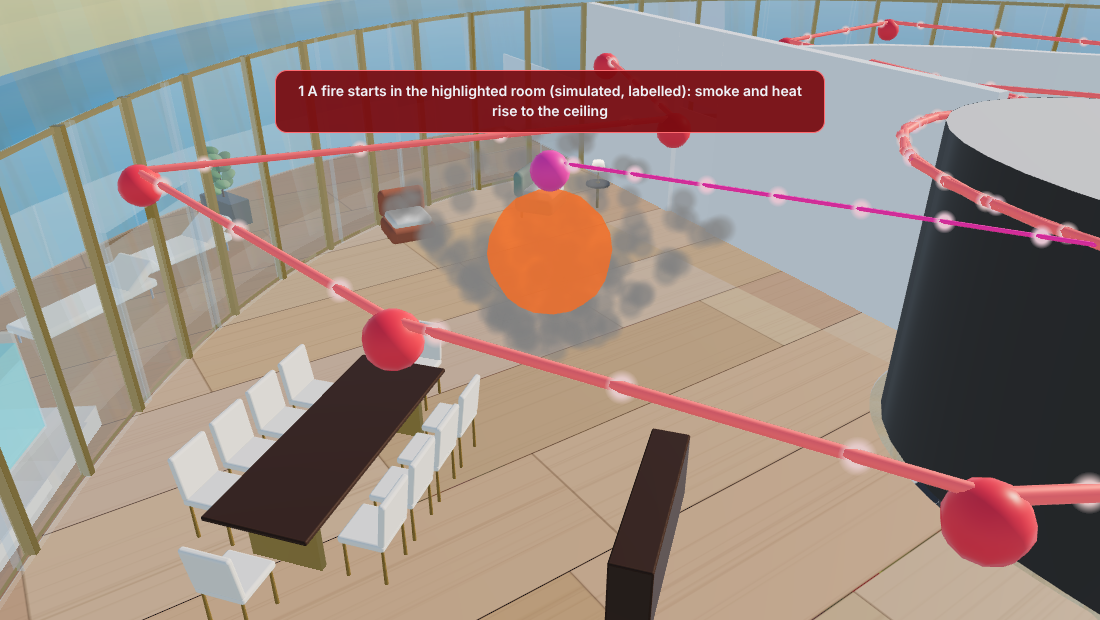 1 A fire starts in the highlighted room (simulated, labelled): smoke and heat
rise to the ceiling